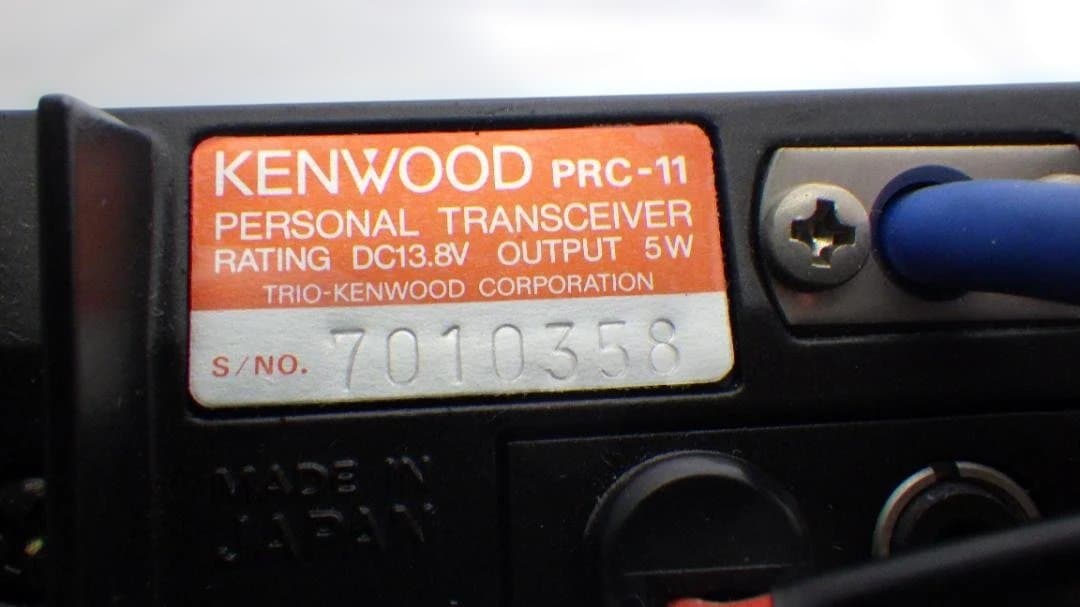 KENWOOD PRC-11
PERSONAL TRANSCEIVER
RATING DC13.8V OUTPUT 5W
TRIO-KENWOOD CORPORATION
S/NO. 7010358
MADE IN
JAPAN